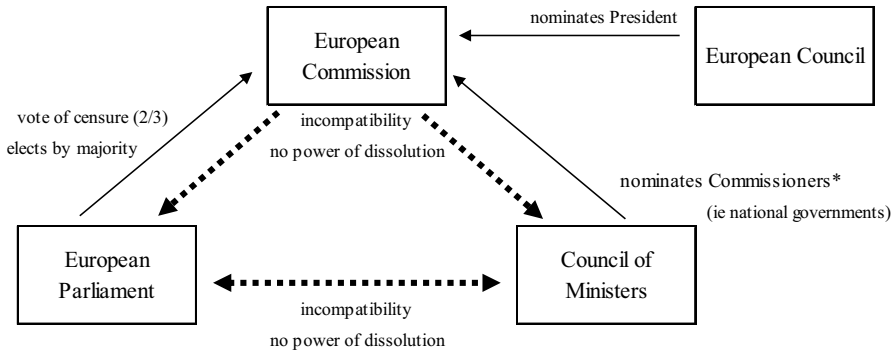 nominates President
European
Commission
European Council
vote of censure (2/3)
elects by majority
incompatibility
no power of dissolution
nominates Commissioners*
(ie national governments)
European
Parliament
Council of
Ministers
incompatibility
no power of dissolution